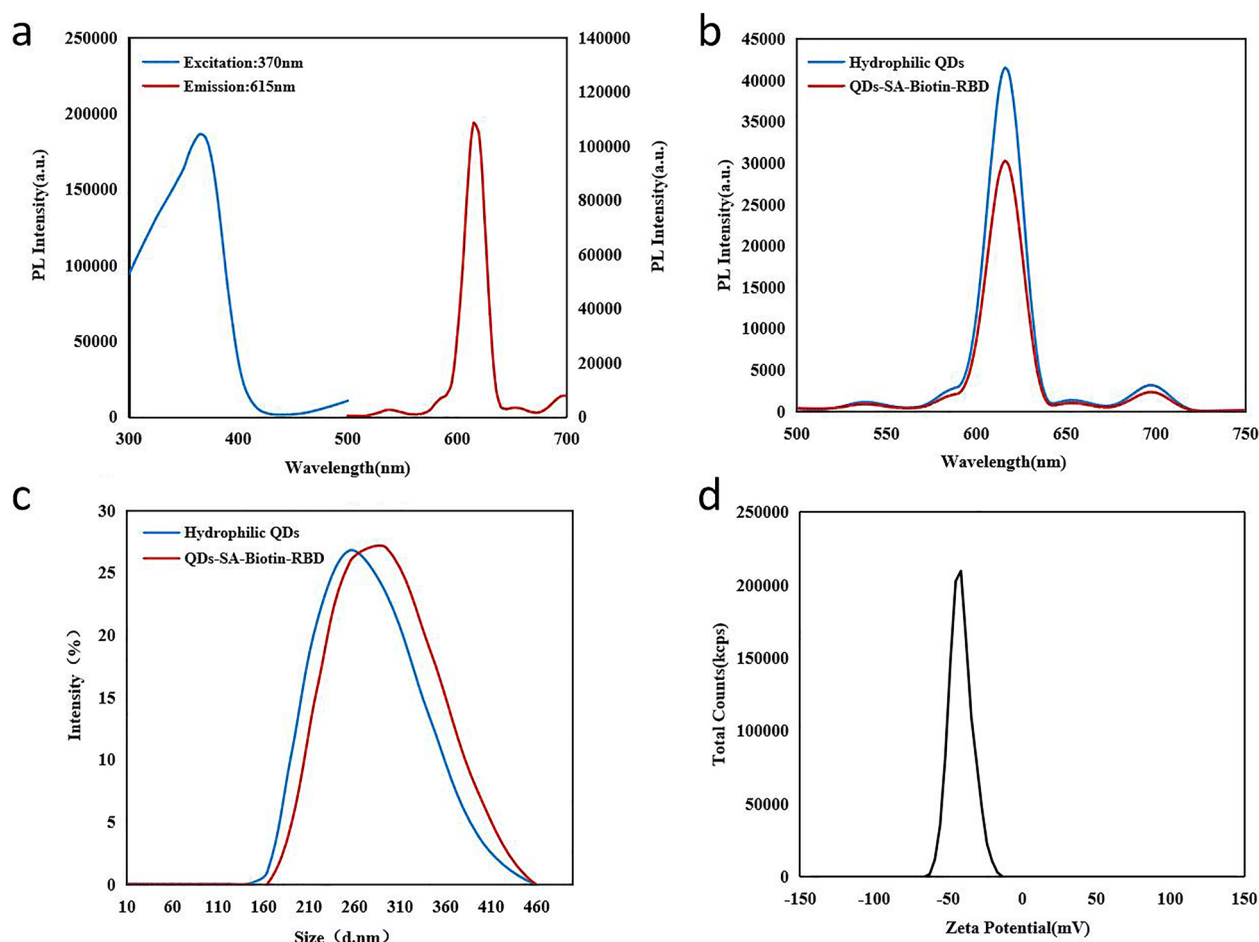 a
250000
200000
150000
100000
50000
0
PL Intensity(a.u.)
Excitation:370nm
Emission:615nm
140000
120000
100000
80000
60000
40000
20000
0
PL Intensity(a.u.)
300 400 500 600 700
Wavelength(nm)
b
45000
40000
35000
30000
25000
20000
15000
10000
5000
0
PL Intensity(a.u.)
Hydrophilic QDs
QDs-SA-Biotin-RBD
500 550 600 650 700 750
Wavelength(nm)
c
30
25
20
15
10
5
0
Intensity（%）
Hydrophilic QDs
QDs-SA-Biotin-RBD
10 60 110 160 210 260 310 360 410 460
Size（d.nm）
d
250000
200000
150000
100000
50000
0
Total Counts(kcps)
-150 -100 -50 0 50 100 150
Zeta Potential(mV)